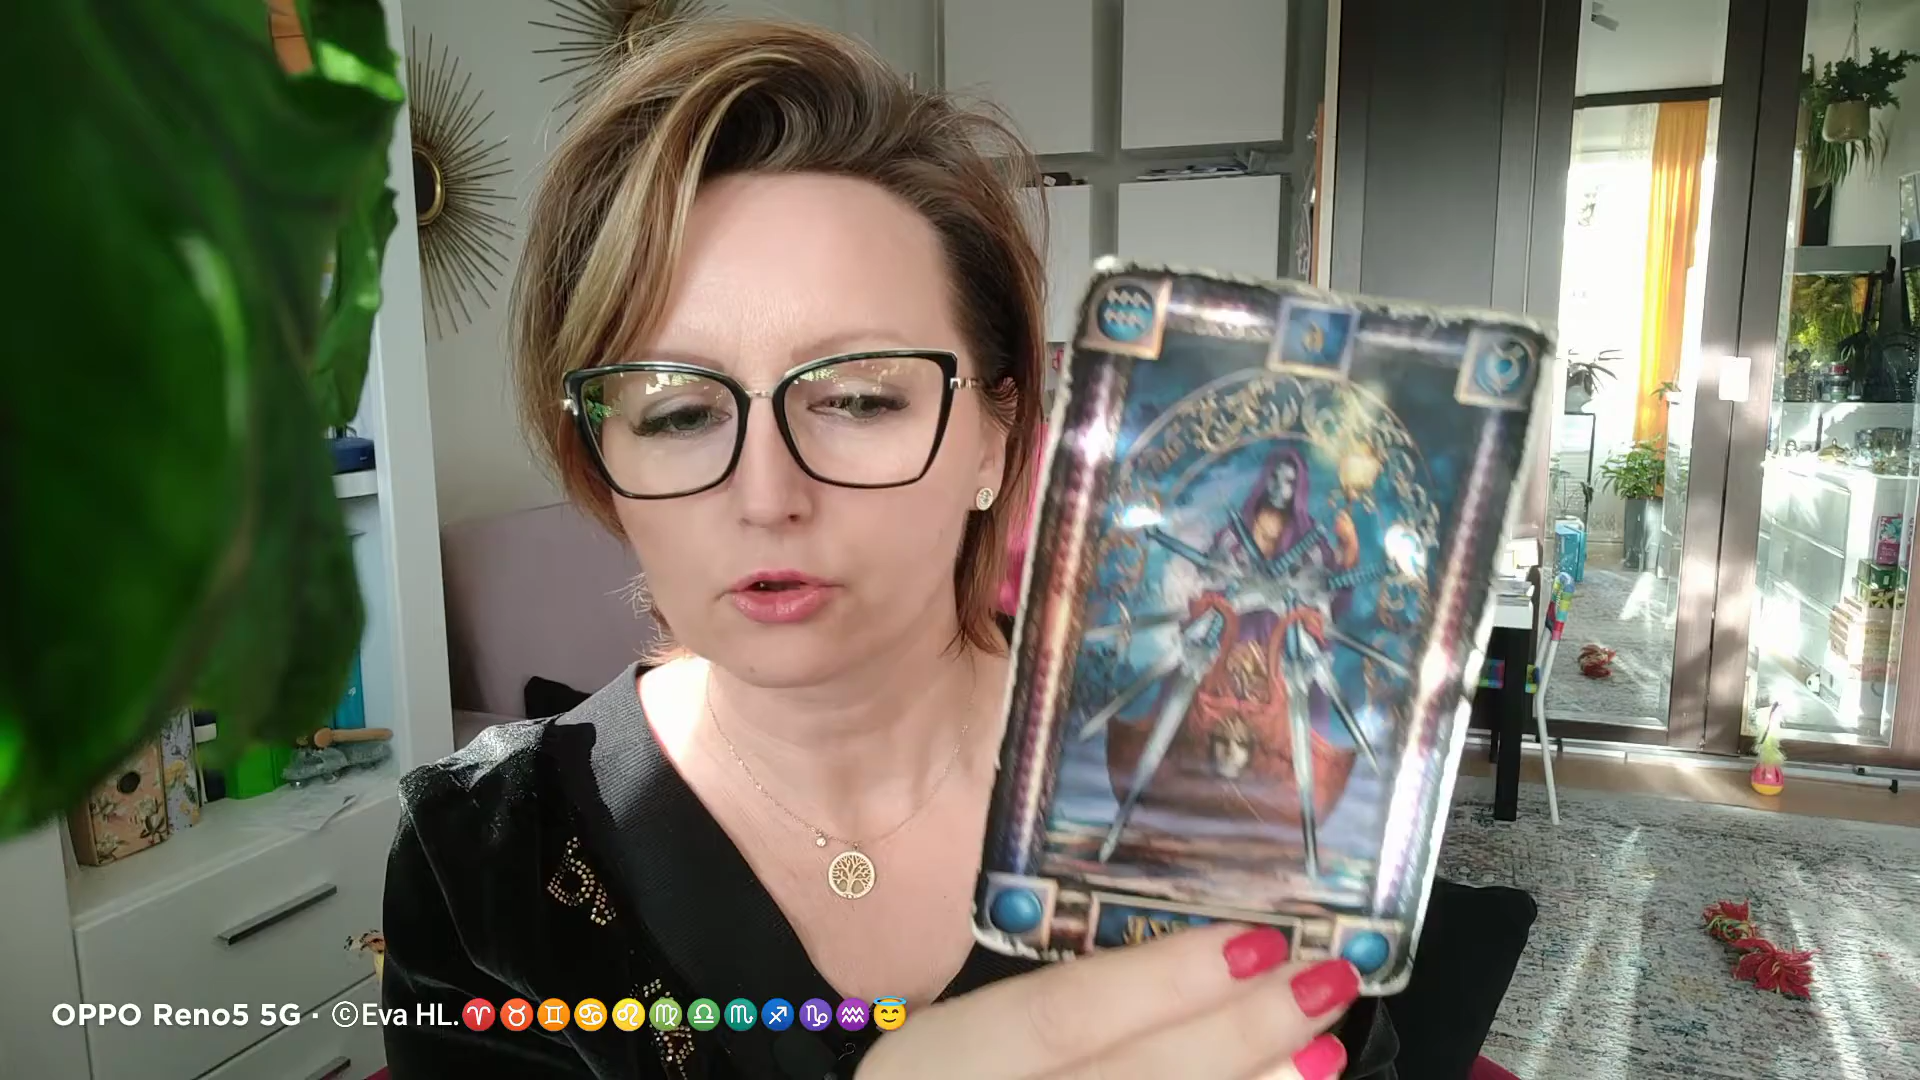 OPPO Reno5 5G · ©Eva HL.♈♉♊♋♌♍♎♏♐♑♒😇